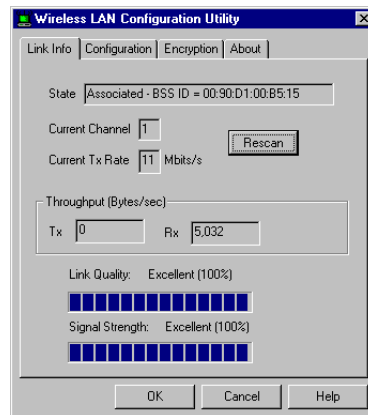 Wireless LAN Configuration Utility
Link Info Configuration Encryption About
State Associated - BSS ID = 00:90:D1:00:B5:15
Current Channel 1
Rescan
Current Tx Rate 11 Mbits/s
Throughput (Bytes/sec)
Tx 0 Rx 5,032
Link Quality: Excellent (100%)
Signal Strength: Excellent (100%)
OK Cancel Help